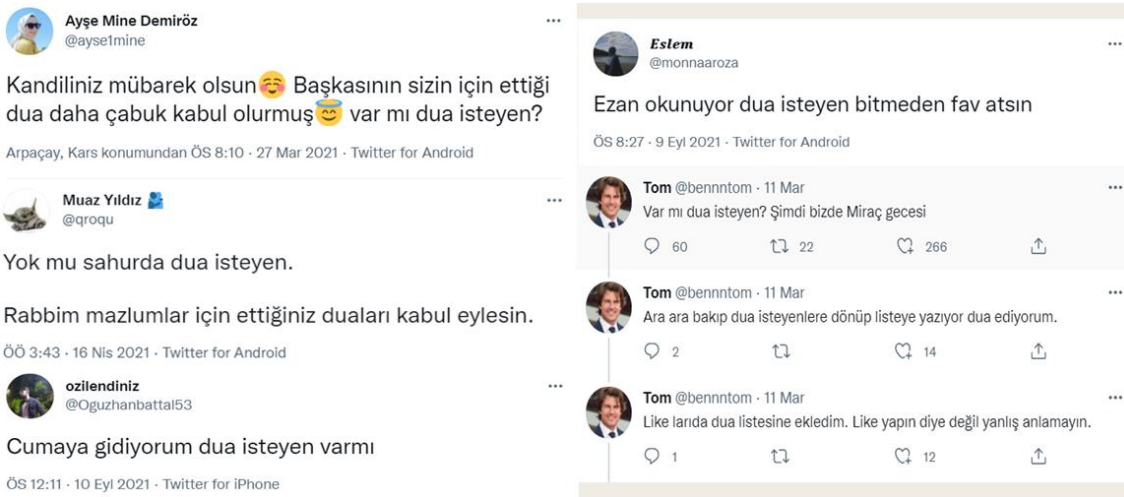 Ayşe Mine Demiröz
@ayse1mine
Kandiliniz mübarek olsun☺️ Başkasının sizin için ettiği
dua daha çabuk kabul olurmuş😇 var mı dua isteyen?
Arpaçay, Kars konumundan ÖS 8:10 · 27 Mar 2021 · Twitter for Android
Muaz Yıldız
@qroqu
Yok mu sahurda dua isteyen.
Rabbim mazlumlar için ettiğiniz duaları kabul eylesin.
ÖÖ 3:43 · 16 Nis 2021 · Twitter for Android
ozilendiniz
@Oguzhanbattal53
Cumaya gidiyorum dua isteyen varmı
ÖS 12:11 · 10 Eyl 2021 · Twitter for iPhone
Eslem
@monnaaroza
Ezan okunuyor dua isteyen bitmeden fav atsın
ÖS 8:27 · 9 Eyl 2021 · Twitter for Android
Tom @bennntom · 11 Mar
Var mı dua isteyen? Şimdi bizde Miraç gecesi
60 22 266
Tom @bennntom · 11 Mar
Ara ara bakıp dua isteyenlere dönüp listeye yazıyor dua ediyorum.
2 14
Tom @bennntom · 11 Mar
Like larıda dua listesine ekledim. Like yapın diye değil yanlış anlamayın.
1 12